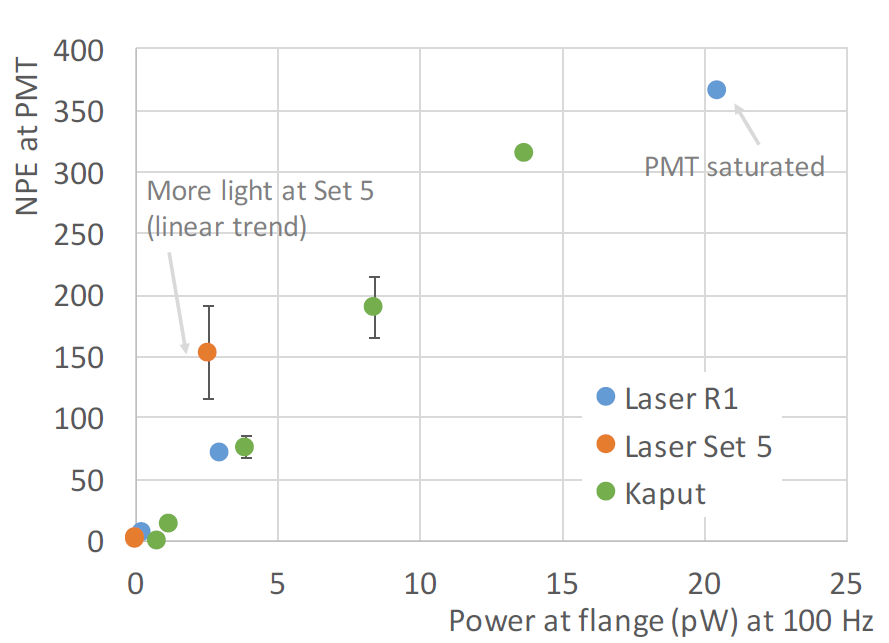 400
350
300
250
200
150
100
50
0
NPE at PMT
More light at Set 5
(linear trend)
PMT saturated
Laser R1
Laser Set 5
Kaput
0 5 10 15 20 25
Power at flange (pW) at 100 Hz